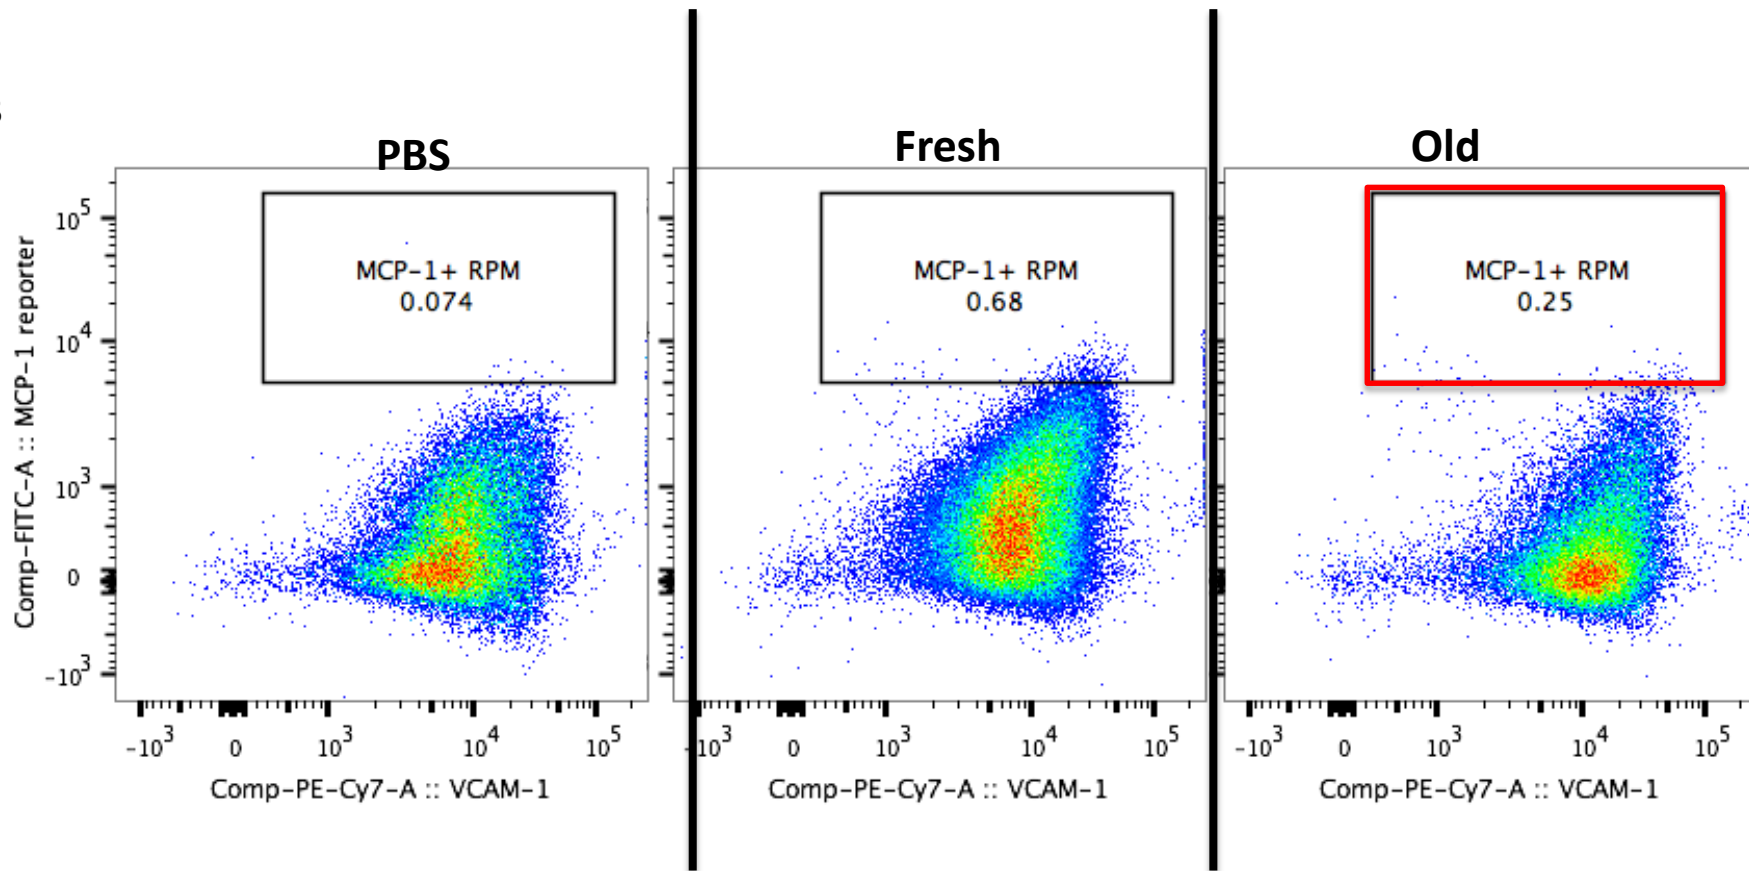 PBS
Fresh
Old
Comp-FITC-A :: MCP-1 reporter
10^5
10^4
10^3
0
-10^3
MCP-1+ RPM
0.074
MCP-1+ RPM
0.68
MCP-1+ RPM
0.25
-10^3 0 10^3 10^4 10^5
-10^3 0 10^3 10^4 10^5
-10^3 0 10^3 10^4 10^5
Comp-PE-Cy7-A :: VCAM-1
Comp-PE-Cy7-A :: VCAM-1
Comp-PE-Cy7-A :: VCAM-1